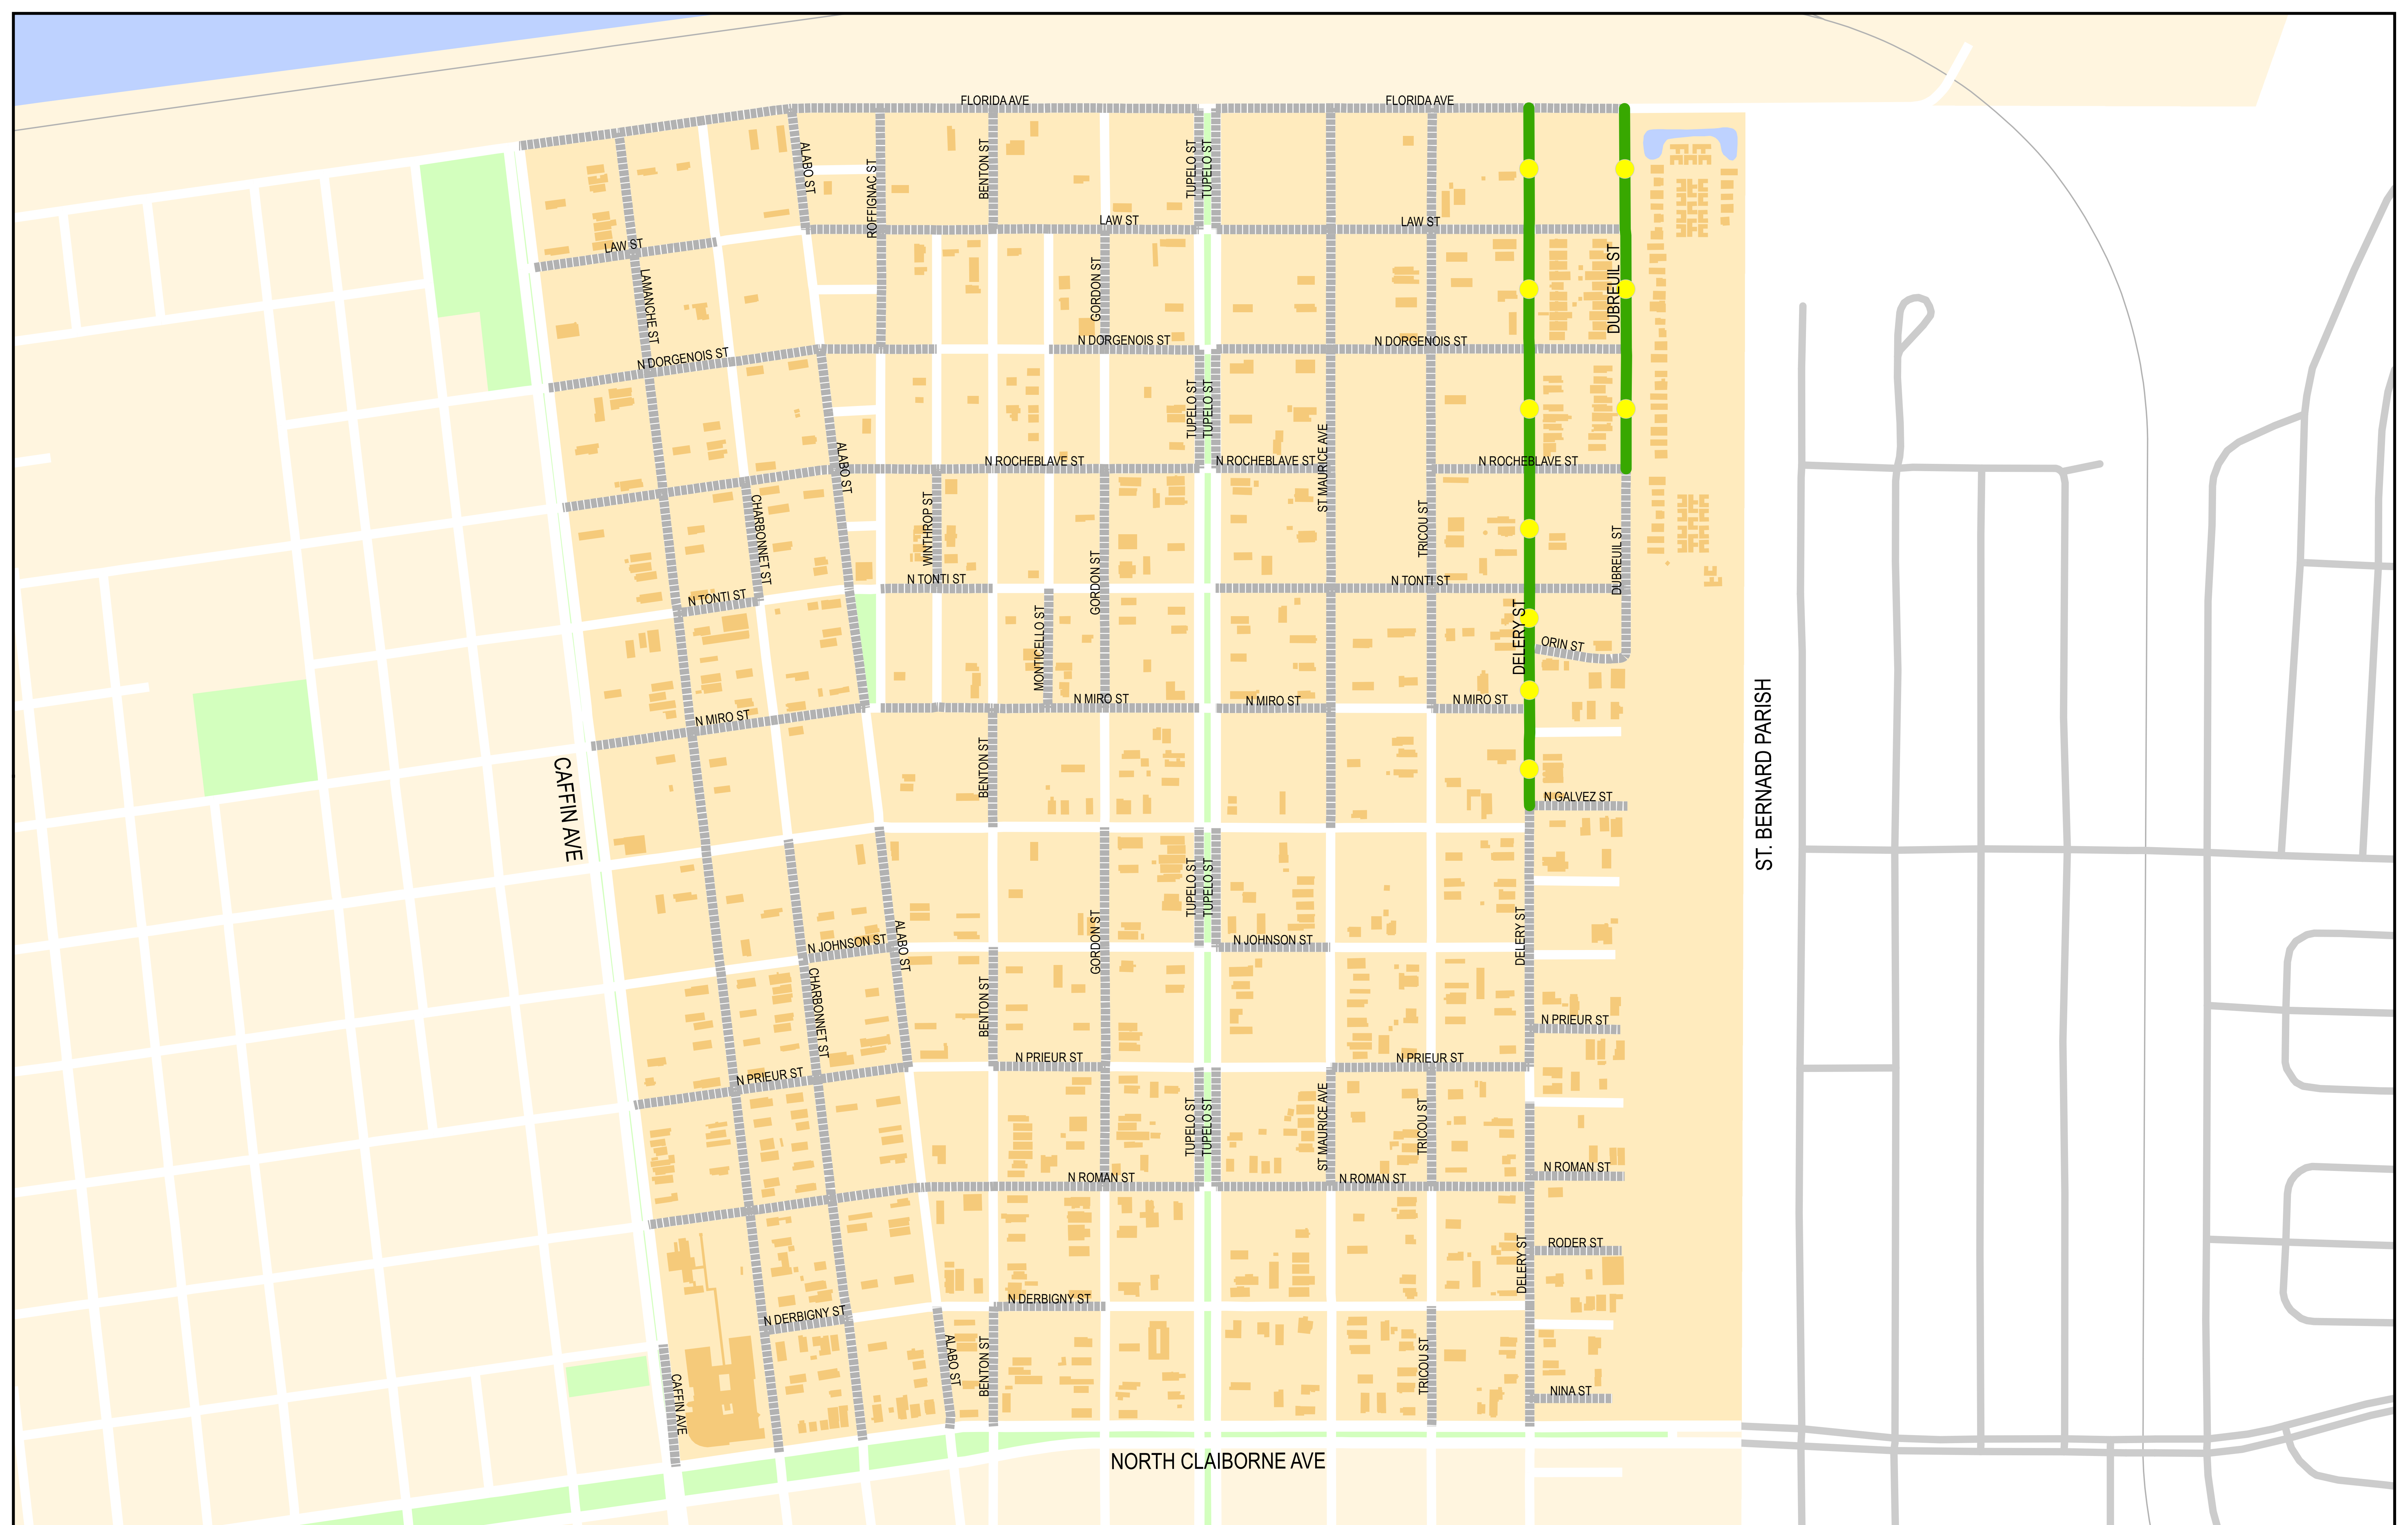 FLORIDA AVE
FLORIDA AVE
ALABO ST
ROFFIGNAC ST
BENTON ST
TUPELO ST
TUPELO ST
LAW ST
LAW ST
LAW ST
LAMANCHE ST
GORDON ST
DUBREUIL ST
N DORGENOIS ST
N DORGENOIS ST
N DORGENOIS ST
TUPELO ST
TUPELO ST
ALABO ST
N ROCHEBLAVE ST
N ROCHEBLAVE ST
ST MAURICE AVE
N ROCHEBLAVE ST
CHARBONNET ST
WINTHROP ST
TRICOU ST
DUBREUIL ST
GORDON ST
N TONTI ST
N TONTI ST
N TONTI ST
MONTICELLO ST
DELERY ST
ORIN ST
N MIRO ST
N MIRO ST
N MIRO ST
N MIRO ST
CAFFIN AVE
BENTON ST
ST. BERNARD PARISH
N GALVEZ ST
TUPELO ST
TUPELO ST
N JOHNSON ST
ALABO ST
GORDON ST
N JOHNSON ST
DELERY ST
CHARBONNET ST
BENTON ST
N PRIEUR ST
N PRIEUR ST
N PRIEUR ST
N PRIEUR ST
TUPELO ST
TUPELO ST
ST MAURICE AVE
TRICOU ST
N ROMAN ST
N ROMAN ST
N ROMAN ST
DELERY ST
RODER ST
N DERBIGNY ST
N DERBIGNY ST
CAFFIN AVE
ALABO ST
BENTON ST
TRICOU ST
NINA ST
NORTH CLAIBORNE AVE